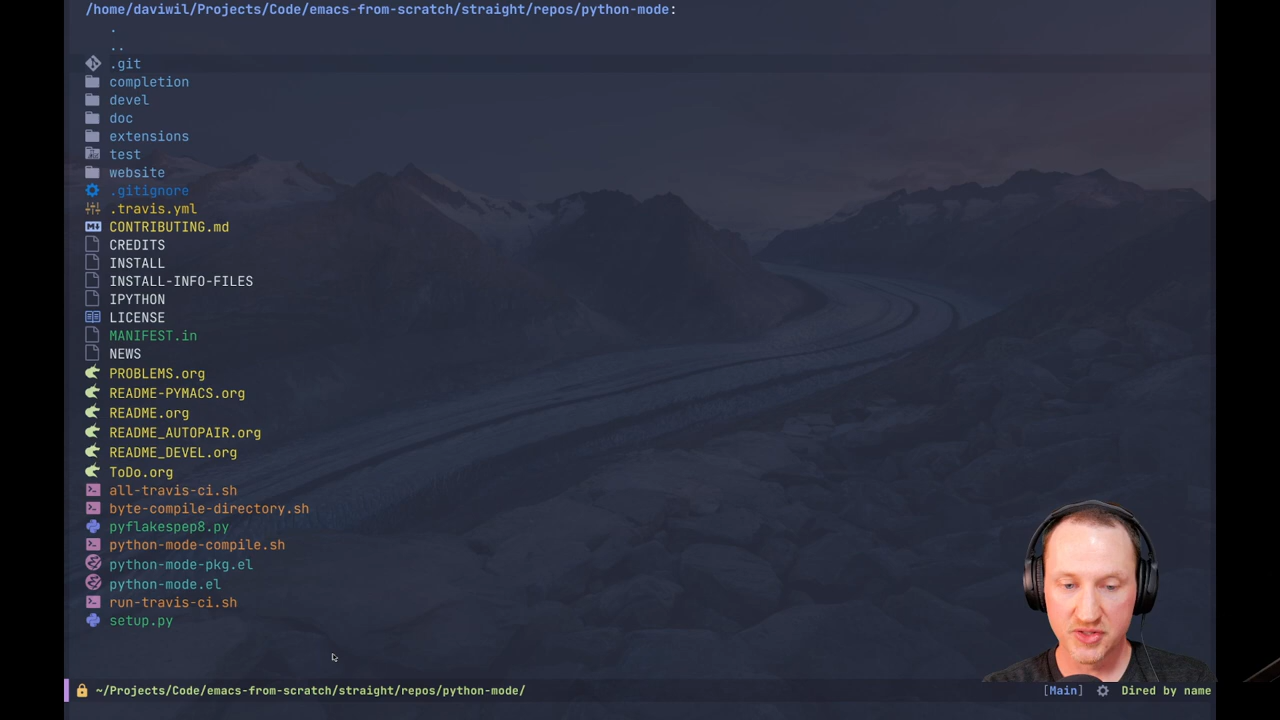 /home/daviwil/Projects/Code/emacs-from-scratch/straight/repos/python-mode:
.
..
.git
completion
devel
doc
extensions
test
website
.gitignore
.travis.yml
CONTRIBUTING.md
CREDITS
INSTALL
INSTALL-INFO-FILES
IPYTHON
LICENSE
MANIFEST.in
NEWS
PROBLEMS.org
README-PYMACS.org
README.org
README_AUTOPAIR.org
README_DEVEL.org
ToDo.org
all-travis-ci.sh
byte-compile-directory.sh
pyflakespep8.py
python-mode-compile.sh
python-mode-pkg.el
python-mode.el
run-travis-ci.sh
setup.py
~/Projects/Code/emacs-from-scratch/straight/repos/python-mode/ [Main] Dired by name